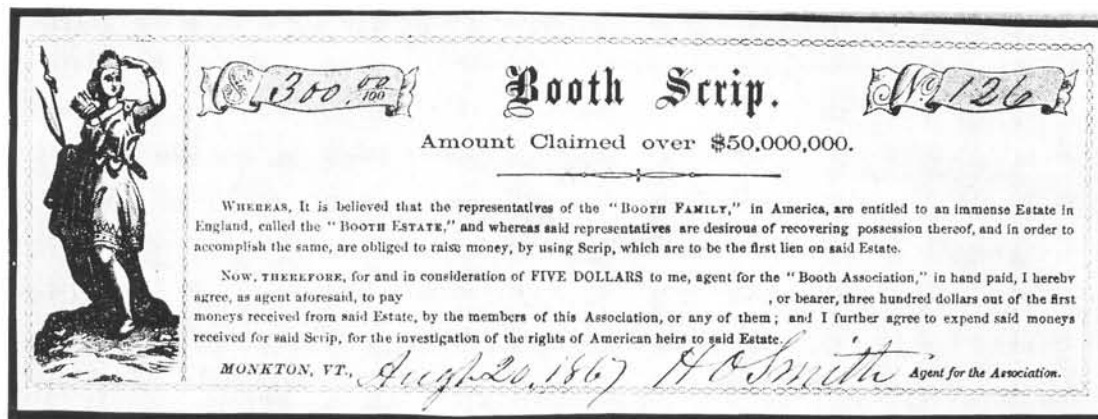 300 00/100
Booth Scrip.
No. 126
Amount Claimed over $50,000,000.
WHEREAS, It is believed that the representatives of the "BOOTH FAMILY," in America, are entitled to an immense Estate in
England, called the "BOOTH ESTATE," and whereas said representatives are desirous of recovering possession thereof, and in order to
accomplish the same, are obliged to raise money, by using Scrip, which are to be the first lien on said Estate.
NOW, THEREFORE, for and in consideration of FIVE DOLLARS to me, agent for the "Booth Association," in hand paid, I hereby
agree, as agent aforesaid, to pay , or bearer, three hundred dollars out of the first
moneys received from said Estate, by the members of this Association, or any of them; and I further agree to expend said moneys
received for said Scrip, for the investigation of the rights of American heirs to said Estate.
MONKTON, VT., Augt 20, 1867 H O Smith Agent for the Association.